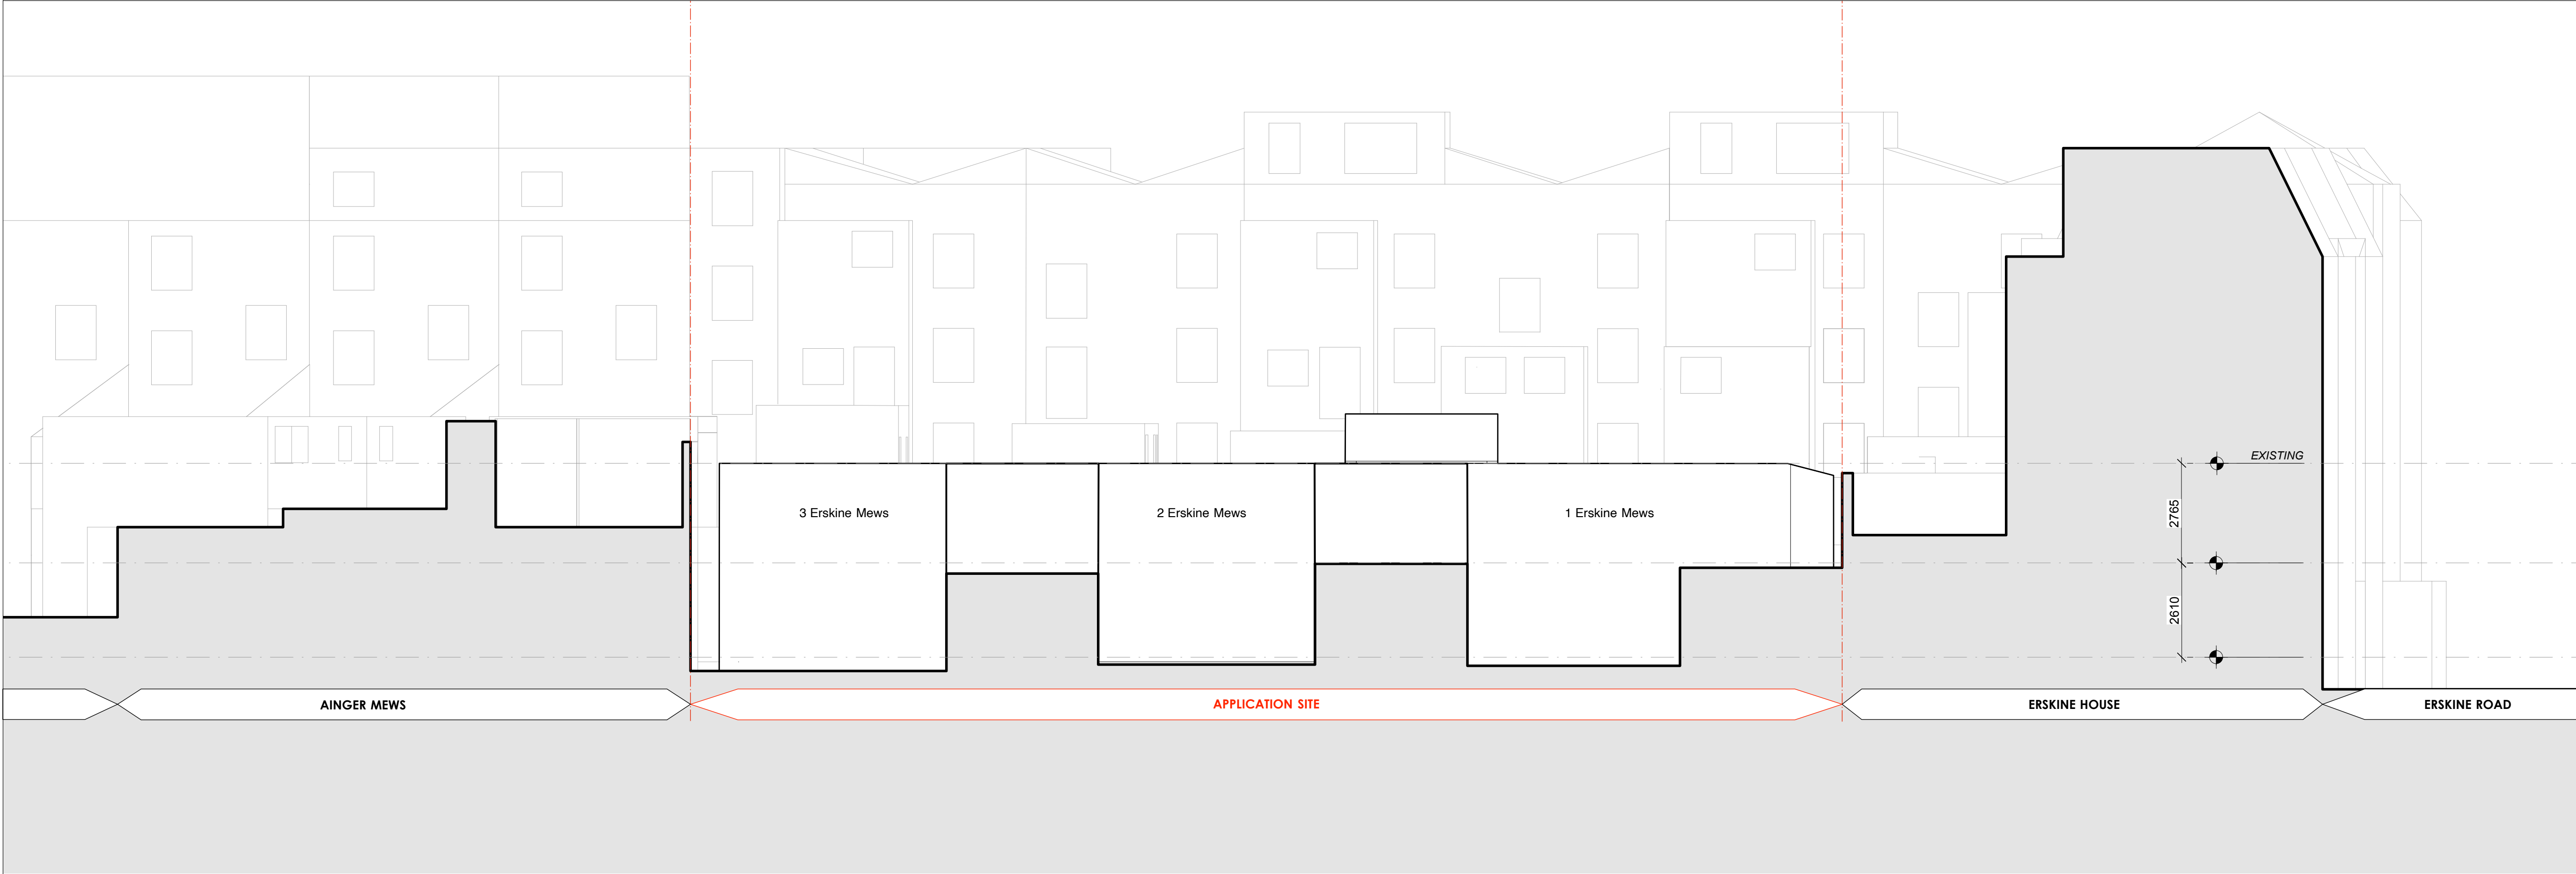 EXISTING
2765
3 Erskine Mews
2 Erskine Mews
1 Erskine Mews
2610
AINGER MEWS
APPLICATION SITE
ERSKINE HOUSE
ERSKINE ROAD